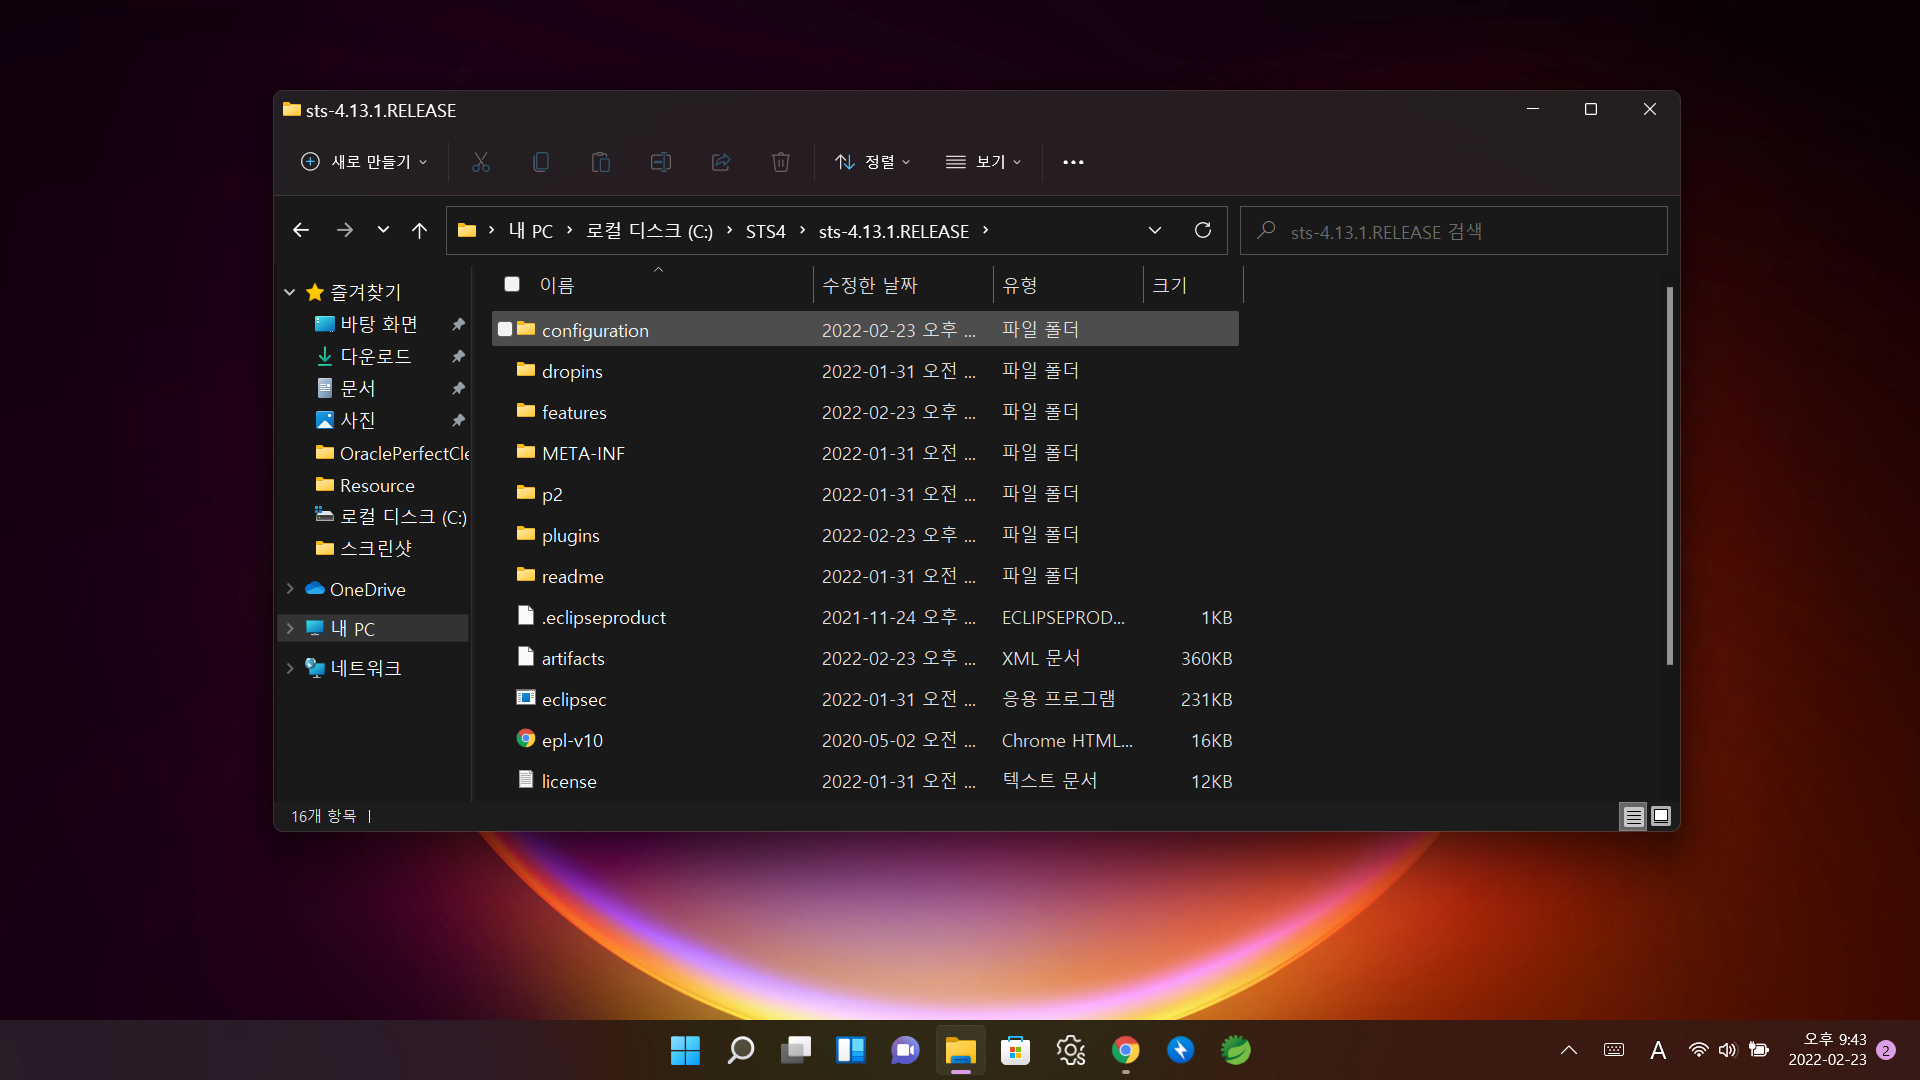 sts-4.13.1.RELEASE
새로 만들기
정렬
보기
내 PC
로컬 디스크 (C:)
STS4
sts-4.13.1.RELEASE
sts-4.13.1.RELEASE 검색
즐겨찾기
바탕 화면
다운로드
문서
사진
OraclePerfectCle
Resource
로컬 디스크 (C:)
스크린샷
OneDrive
내 PC
네트워크
이름 수정한 날짜 유형 크기
configuration 2022-02-23 오후 ... 파일 폴더
dropins 2022-01-31 오전 ... 파일 폴더
features 2022-02-23 오후 ... 파일 폴더
META-INF 2022-01-31 오전 ... 파일 폴더
p2 2022-01-31 오전 ... 파일 폴더
plugins 2022-02-23 오후 ... 파일 폴더
readme 2022-01-31 오전 ... 파일 폴더
.eclipseproduct 2021-11-24 오후 ... ECLIPSEPROD... 1KB
artifacts 2022-02-23 오후 ... XML 문서 360KB
eclipsec 2022-01-31 오전 ... 응용 프로그램 231KB
epl-v10 2020-05-02 오전 ... Chrome HTML... 16KB
license 2022-01-31 오전 ... 텍스트 문서 12KB
16개 항목
A
오후 9:43
2022-02-23
2